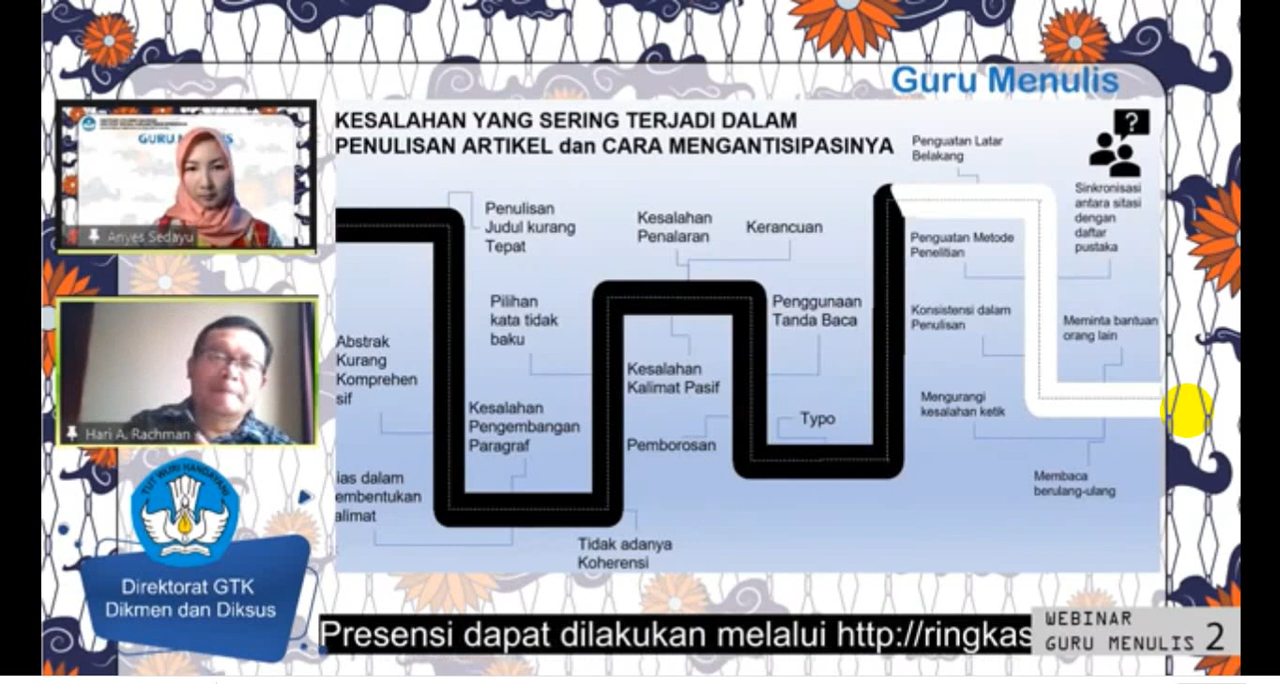 Guru Menulis
KESALAHAN YANG SERING TERJADI DALAM
PENULISAN ARTIKEL dan CARA MENGANTISIPASINYA
Anyes Sedayu
Hari A. Rachman
TUT WURI HANDAYANI
Direktorat GTK
Dikmen dan Diksus
Penulisan
Judul kurang
Tepat
Abstrak
Kurang
Komprehen
sif
ias dalam
embentukan
alimat
Pilihan
kata tidak
baku
Kesalahan
Pengembangan
Paragraf
Tidak adanya
Koherensi
Kesalahan
Penalaran
Kerancuan
Kesalahan
Kalimat Pasif
Pemborosan
Penggunaan
Tanda Baca
Typo
Penguatan Latar
Belakang
Penguatan Metode
Penelitian
Konsistensi dalam
Penulisan
Mengurangi
kesalahan ketik
?
Sinkronisasi
antara sitasi
dengan
daftar
pustaka
Meminta bantuan
orang lain
Membaca
berulang-ulang
Presensi dapat dilakukan melalui http://ringkas
WEBINAR
GURU MENULIS 2